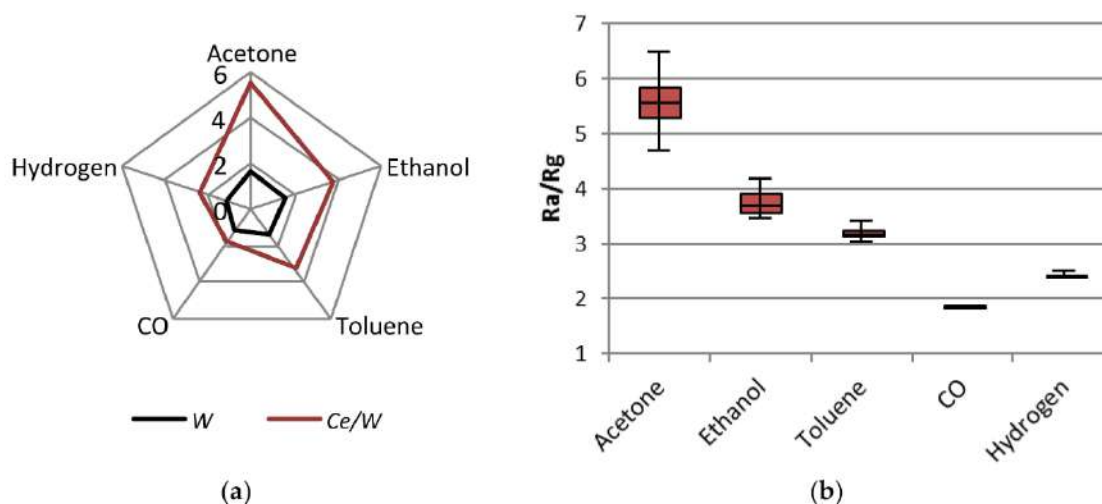 Acetone
6
4
2
0
Hydrogen
Ethanol
CO
Toluene
W
Ce/W
(a)
7
6
5
4
3
2
1
Ra/Rg
Acetone
Ethanol
Toluene
CO
Hydrogen
(b)